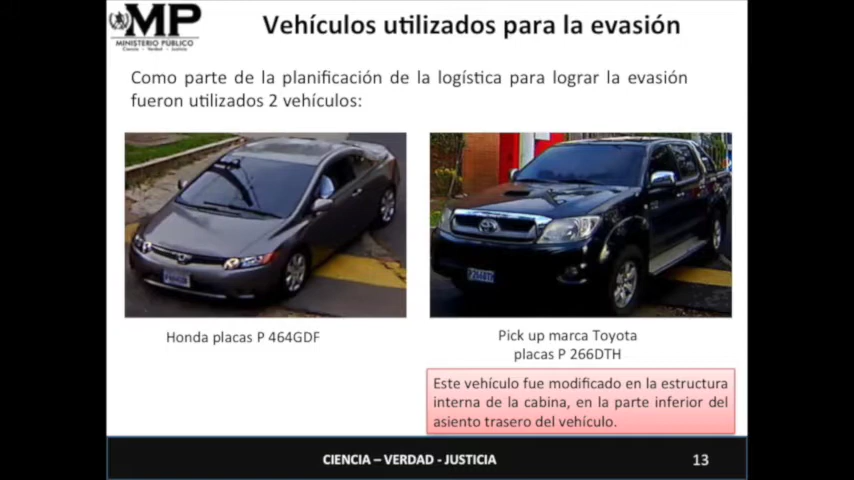 MP
MINISTERIO PÚBLICO
Ciencia - Verdad - Justicia
Vehículos utilizados para la evasión
Como parte de la planificación de la logística para lograr la evasión
fueron utilizados 2 vehículos:
Honda placas P 464GDF
Pick up marca Toyota
placas P 266DTH
Este vehículo fue modificado en la estructura
interna de la cabina, en la parte inferior del
asiento trasero del vehículo.
CIENCIA – VERDAD - JUSTICIA
13